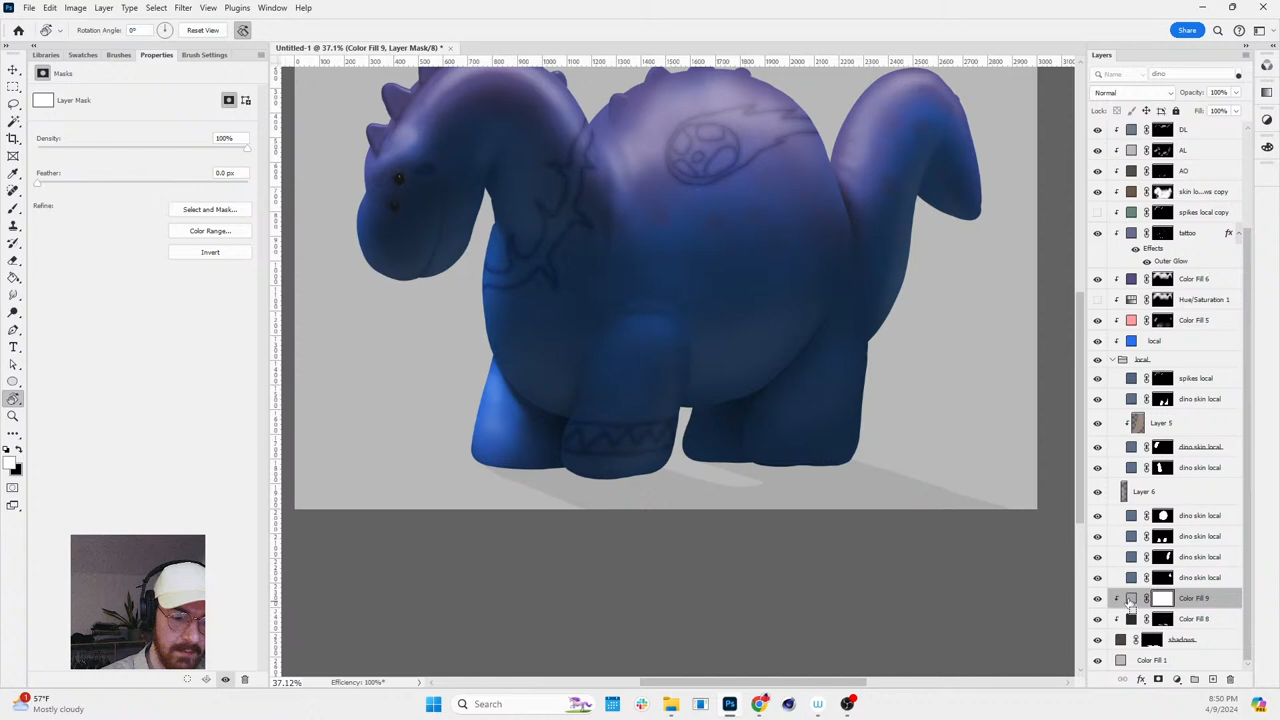 File Edit Image Layer Type Select Filter View Plugins Window Help
Rotation Angle: 0° Reset View Share
Libraries Swatches Brushes Properties Brush Settings
Untitled-1 @ 37.1% (Color Fill 9, Layer Mask/8) *
Layers
Masks
Name dino
Layer Mask
Normal Opacity: 100%
Lock: Fill: 100%
Density: 100%
Feather: 0.0 px
Refine:
Select and Mask...
Color Range...
Invert
DL
AL
AO
skin lo...ws copy
spikes local copy
tattoo fx
Effects
Outer Glow
Color Fill 6
Hue/Saturation 1
Color Fill 5
local
local
spikes local
dino skin local
Layer 5
dino skin local
dino skin local
Layer 6
dino skin local
dino skin local
dino skin local
dino skin local
Color Fill 9
Color Fill 8
shadows
Color Fill 1
37.12% Efficiency: 100%*
57°F
Mostly cloudy
Search
8:50 PM
4/9/2024